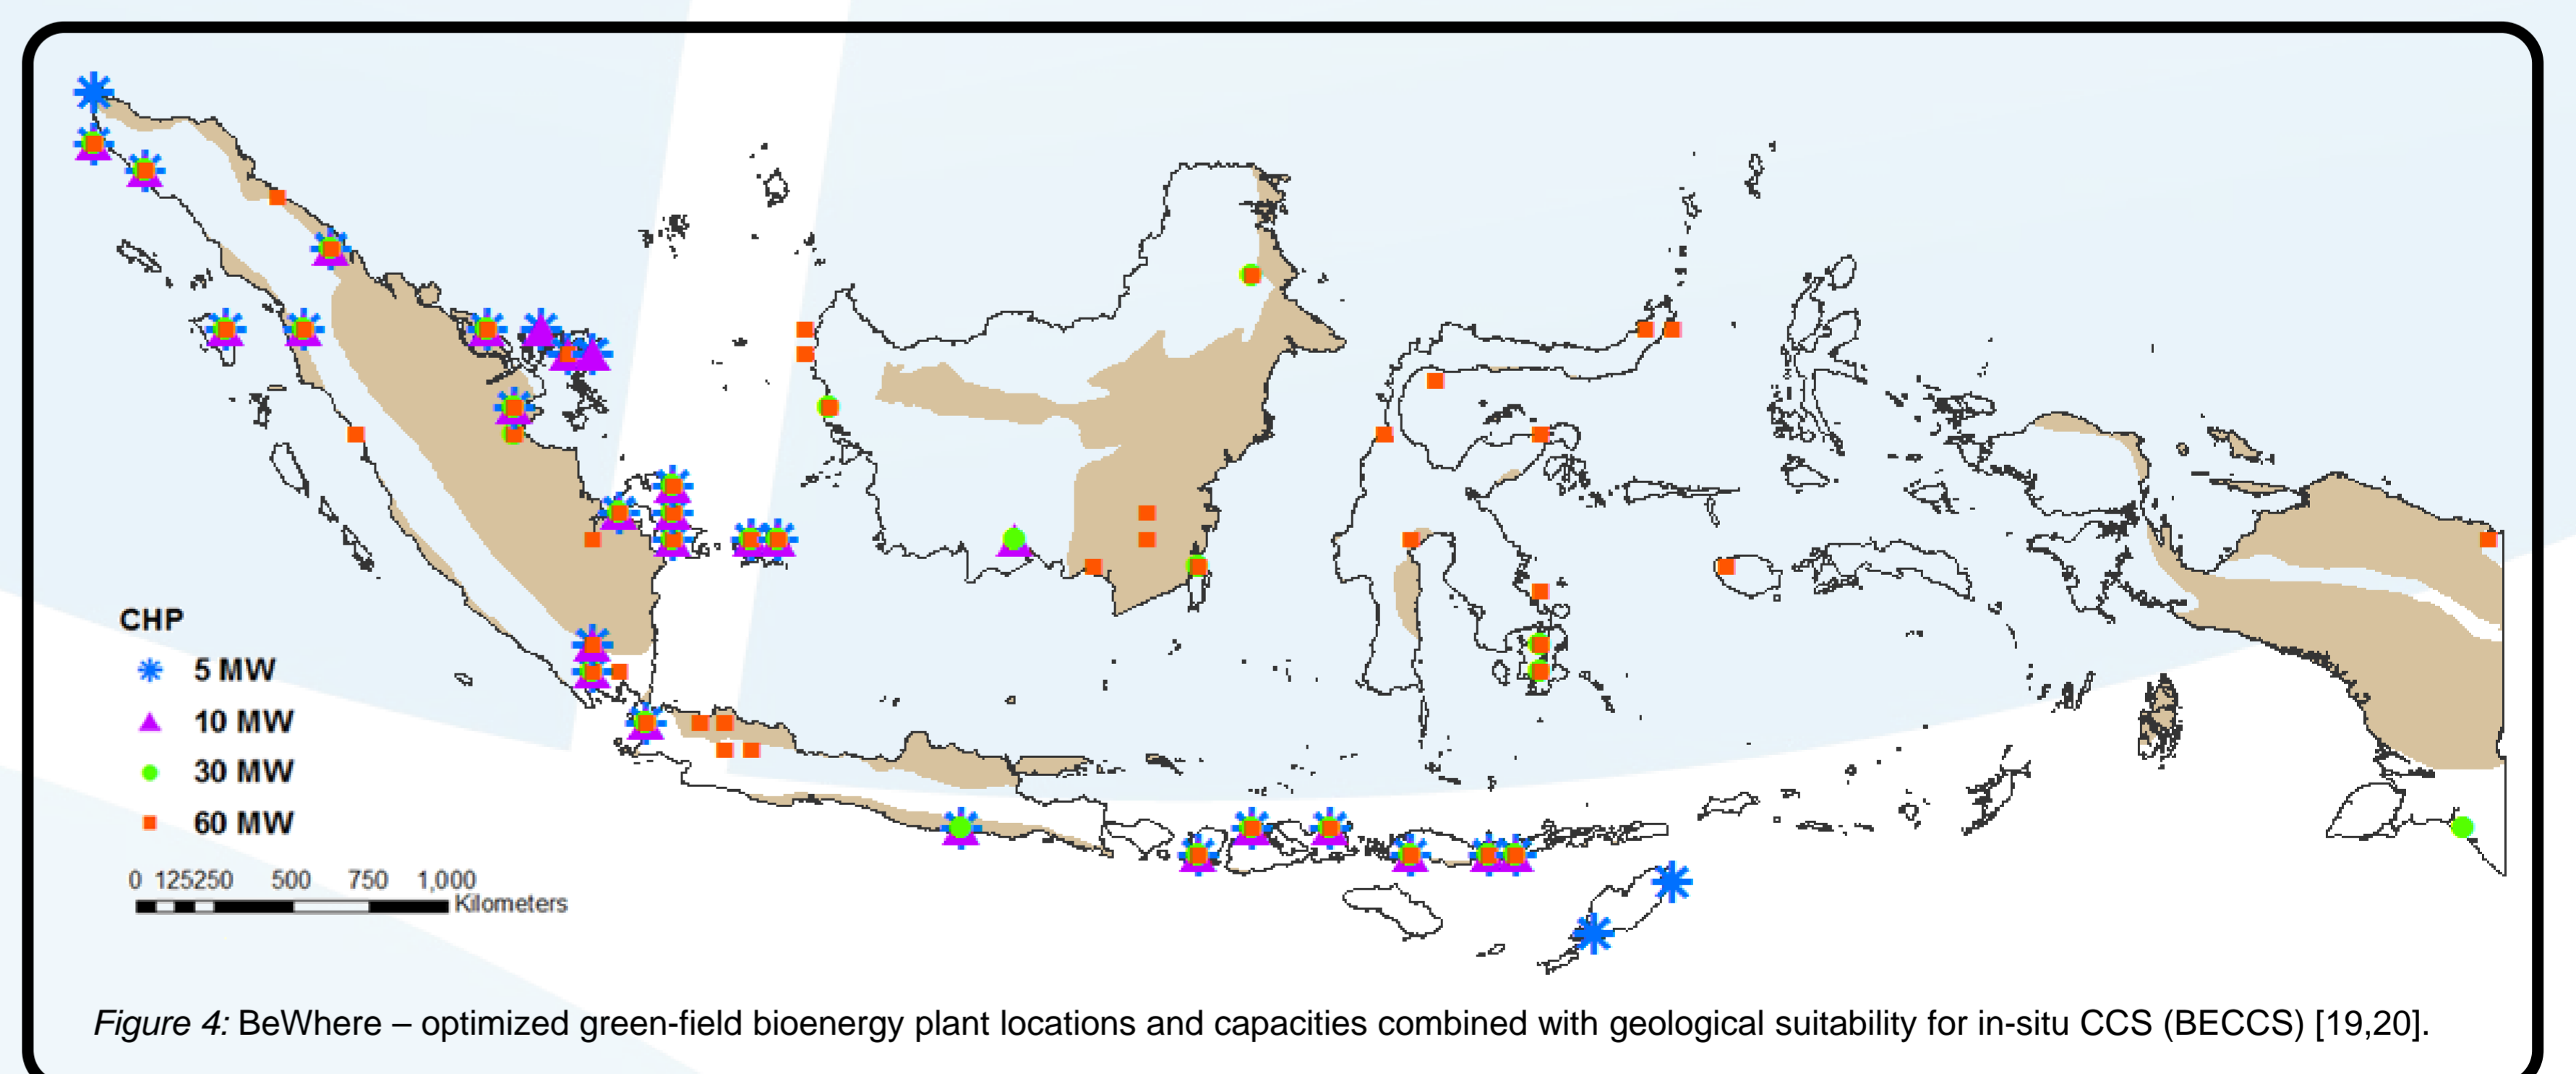 CHP
5 MW
10 MW
30 MW
60 MW
0 125250 500 750 1,000
Kilometers
Figure 4: BeWhere – optimized green-field bioenergy plant locations and capacities combined with geological suitability for in-situ CCS (BECCS) [19,20].